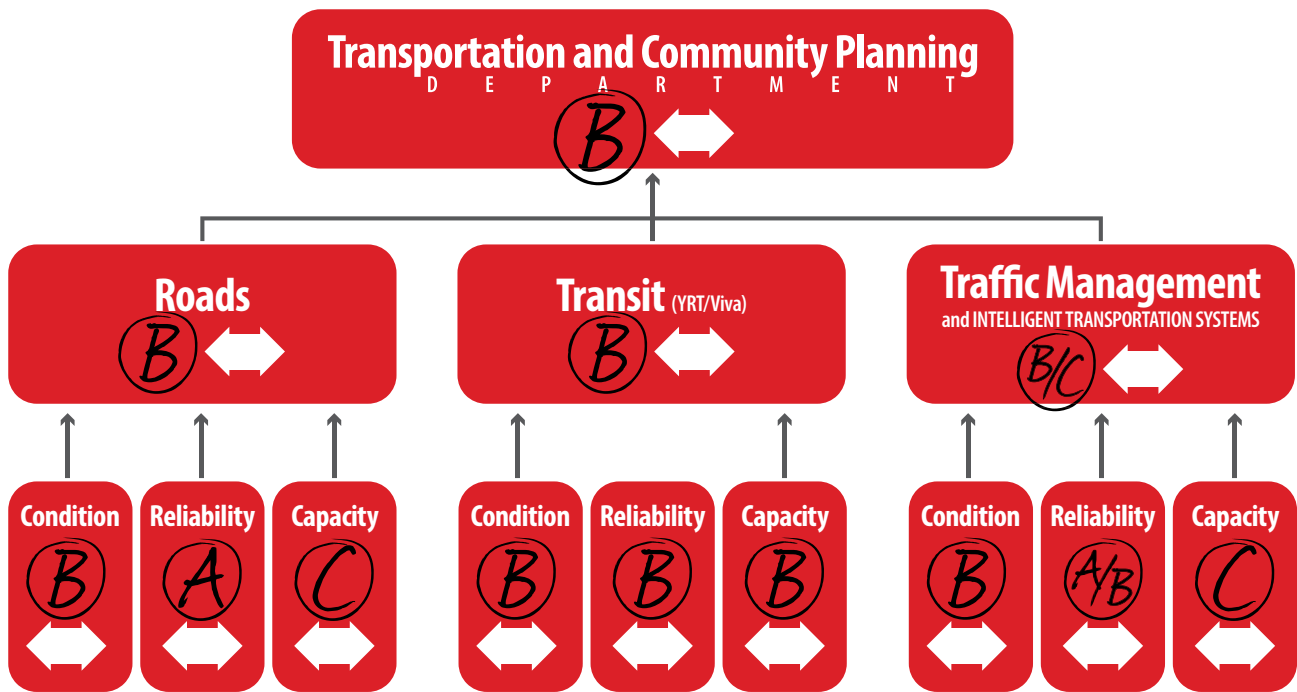 Transportation and Community Planning
DEPARTMENT
B
Roads
B
Transit (YRT/Viva)
B
Traffic Management
and INTELLIGENT TRANSPORTATION SYSTEMS
B/C
Condition
B
Reliability
A
Capacity
C
Condition
B
Reliability
B
Capacity
B
Condition
B
Reliability
A/B
Capacity
C